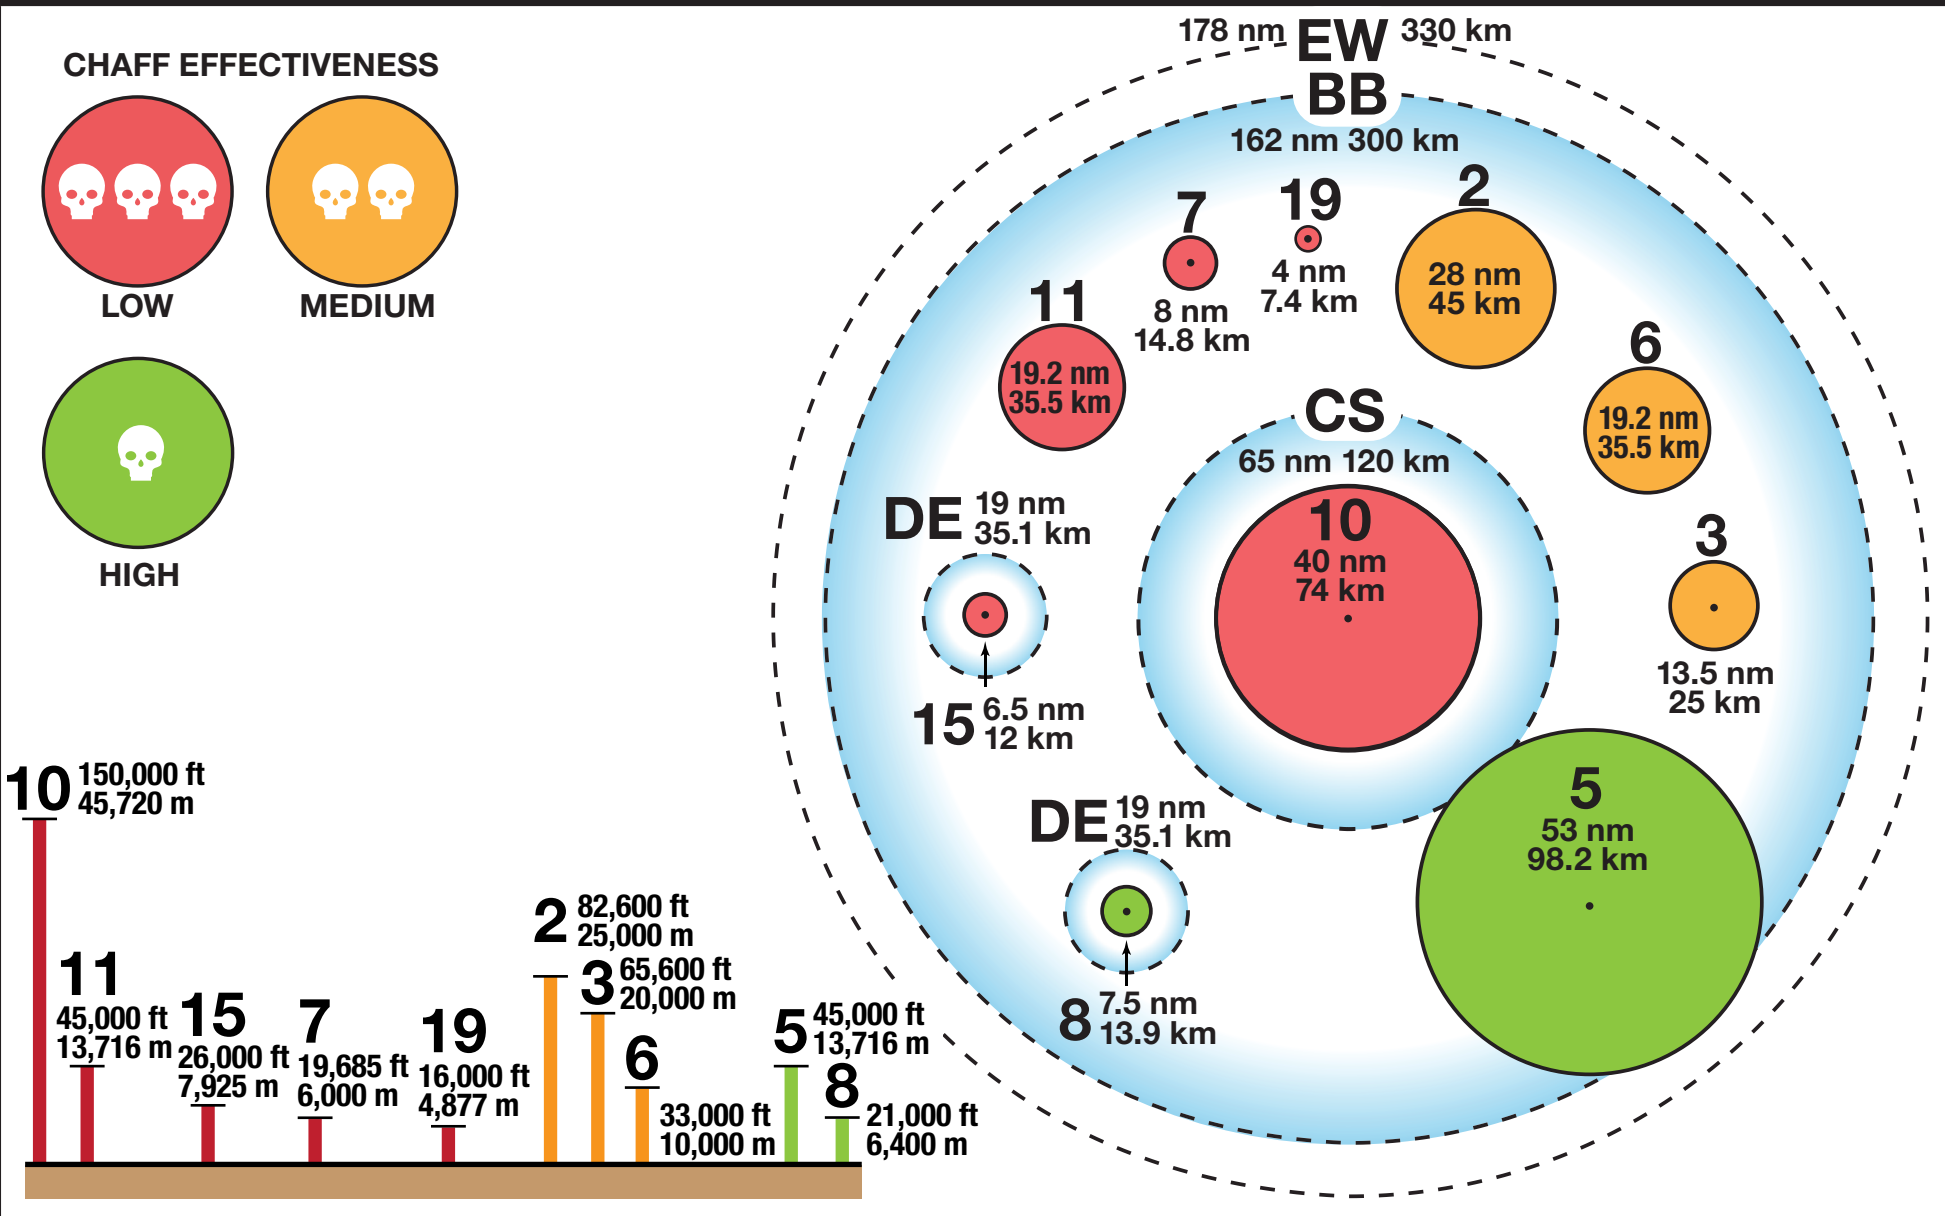 CHAFF EFFECTIVENESS
LOW
MEDIUM
HIGH
178 nm EW 330 km
BB
162 nm 300 km
7
8 nm
14.8 km
19
4 nm
7.4 km
2
28 nm
45 km
11
19.2 nm
35.5 km
6
19.2 nm
35.5 km
CS
65 nm 120 km
10
40 nm
74 km
DE 19 nm
35.1 km
15 6.5 nm
12 km
3
13.5 nm
25 km
5
53 nm
98.2 km
DE 19 nm
35.1 km
8 7.5 nm
13.9 km
10 150,000 ft
45,720 m
11
45,000 ft
13,716 m
15
26,000 ft
7,925 m
7
19,685 ft
6,000 m
19
16,000 ft
4,877 m
2 82,600 ft
25,000 m
3 65,600 ft
20,000 m
6
33,000 ft
10,000 m
5 45,000 ft
13,716 m
8
21,000 ft
6,400 m